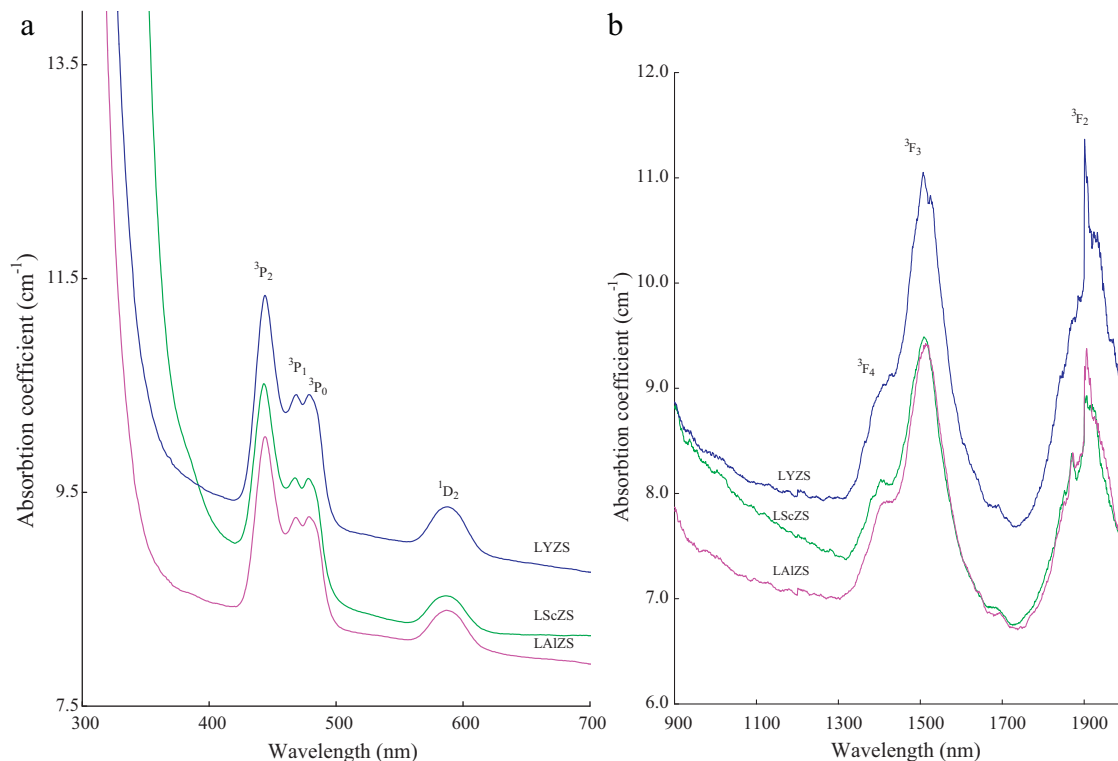 a
13.5
11.5
9.5
7.5
Absorption coefficient (cm⁻¹)
³P₂
³P₁
³P₀
¹D₂
LYZS
LScZS
LAlZS
300 400 500 600 700
Wavelength (nm)
b
12.0
11.0
10.0
9.0
8.0
7.0
6.0
Absorbtion coefficient (cm⁻¹)
³F₄
³F₃
³F₂
LYZS
LScZS
LAlZS
900 1100 1300 1500 1700 1900
Wavelength (nm)